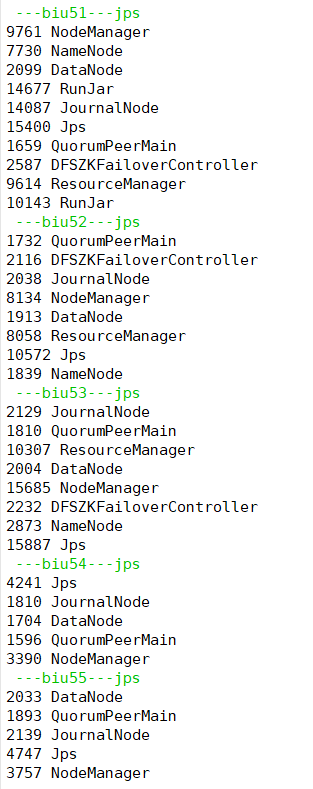 ---biu51---jps
9761 NodeManager
7730 NameNode
2099 DataNode
14677 RunJar
14087 JournalNode
15400 Jps
1659 QuorumPeerMain
2587 DFSZKFailoverController
9614 ResourceManager
10143 RunJar
---biu52---jps
1732 QuorumPeerMain
2116 DFSZKFailoverController
2038 JournalNode
8134 NodeManager
1913 DataNode
8058 ResourceManager
10572 Jps
1839 NameNode
---biu53---jps
2129 JournalNode
1810 QuorumPeerMain
10307 ResourceManager
2004 DataNode
15685 NodeManager
2232 DFSZKFailoverController
2873 NameNode
15887 Jps
---biu54---jps
4241 Jps
1810 JournalNode
1704 DataNode
1596 QuorumPeerMain
3390 NodeManager
---biu55---jps
2033 DataNode
1893 QuorumPeerMain
2139 JournalNode
4747 Jps
3757 NodeManager